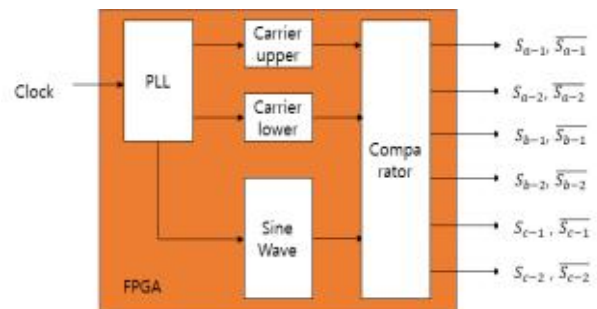 Clock
PLL
Carrier
upper
Carrier
lower
Sine
Wave
Compa
rator
FPGA
S_{a-1}, \overline{S_{a-1}}
S_{a-2}, \overline{S_{a-2}}
S_{b-1}, \overline{S_{b-1}}
S_{b-2}, \overline{S_{b-2}}
S_{c-1} , \overline{S_{c-1}}
S_{c-2} , \overline{S_{c-2}}